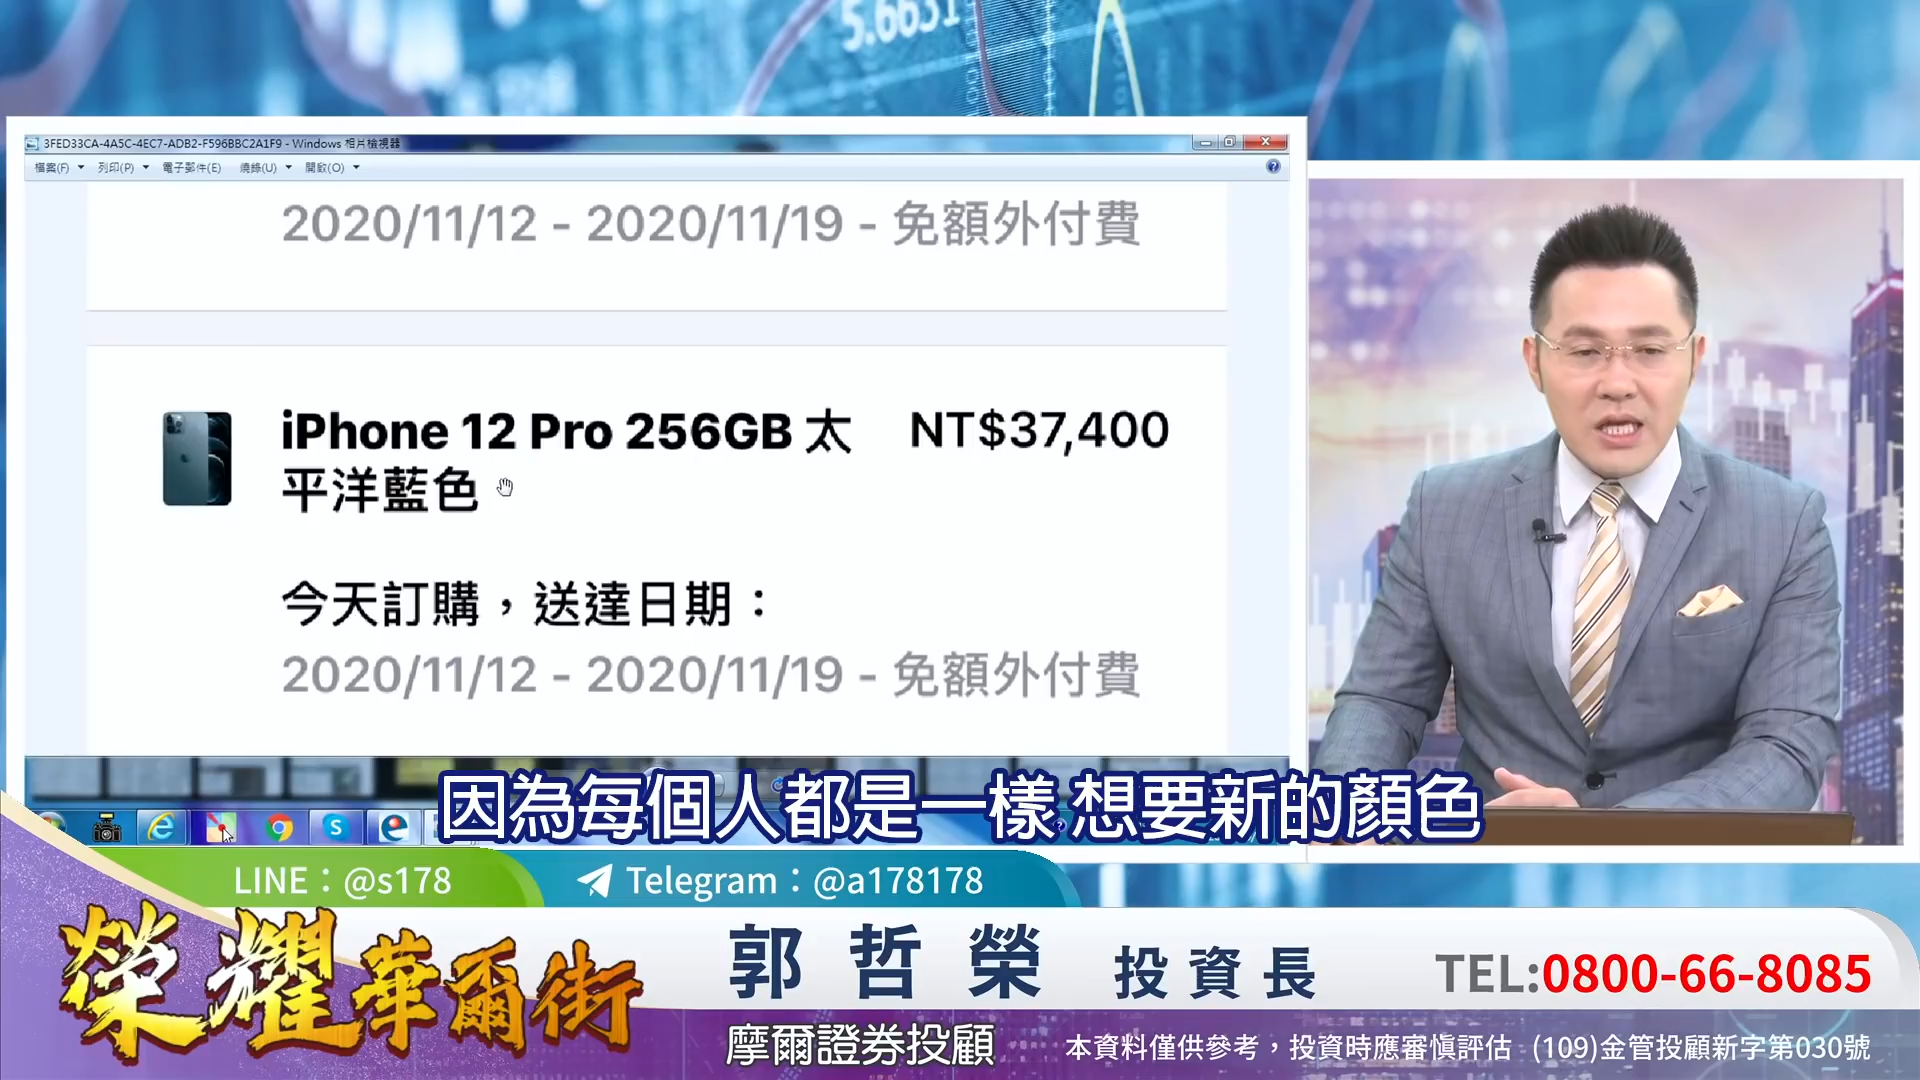 5.6631
3FED33CA-4A5C-4EC7-ADB2-F596BBC2A1F9 - Windows 相片檢視器
檔案(F) 列印(P) 電子郵件(E) 燒錄(U) 開啟(O)
2020/11/12 - 2020/11/19 - 免額外付費
iPhone 12 Pro 256GB 太 NT$37,400
平洋藍色
今天訂購，送達日期：
2020/11/12 - 2020/11/19 - 免額外付費
因為每個人都是一樣 想要新的顏色
LINE：@s178 Telegram：@a178178
榮耀華爾街
郭哲榮 投資長 TEL:0800-66-8085
摩爾證券投顧 本資料僅供參考，投資時應審慎評估 (109)金管投顧新字第030號